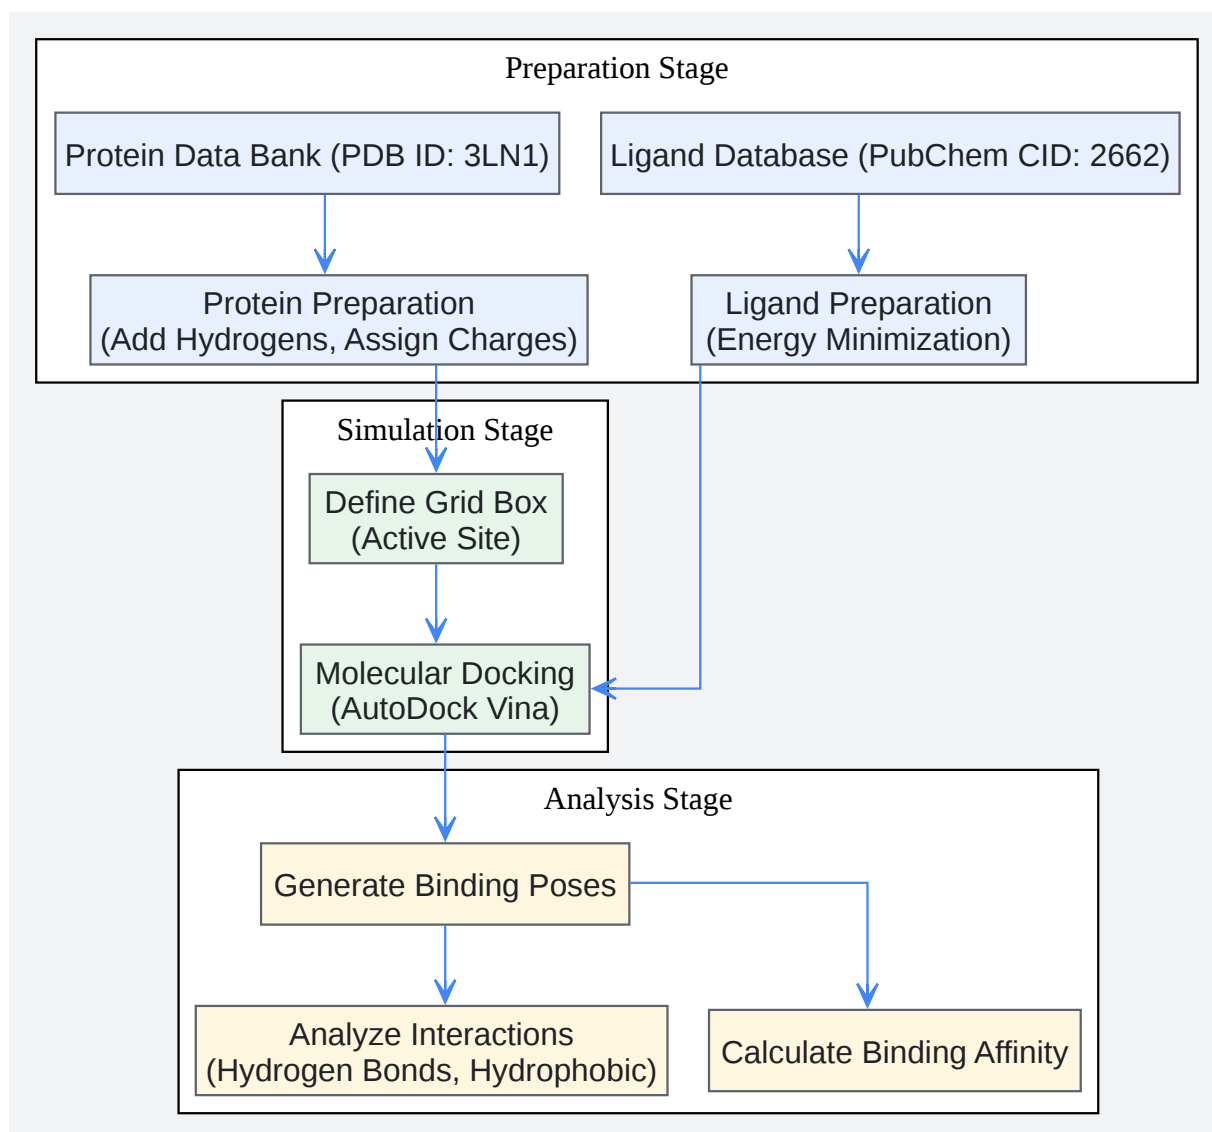 Preparation Stage
Protein Data Bank (PDB ID: 3LN1)
Ligand Database (PubChem CID: 2662)
Protein Preparation
(Add Hydrogens, Assign Charges)
Ligand Preparation
(Energy Minimization)
Simulation Stage
Define Grid Box
(Active Site)
Molecular Docking
(AutoDock Vina)
Analysis Stage
Generate Binding Poses
Analyze Interactions
(Hydrogen Bonds, Hydrophobic)
Calculate Binding Affinity